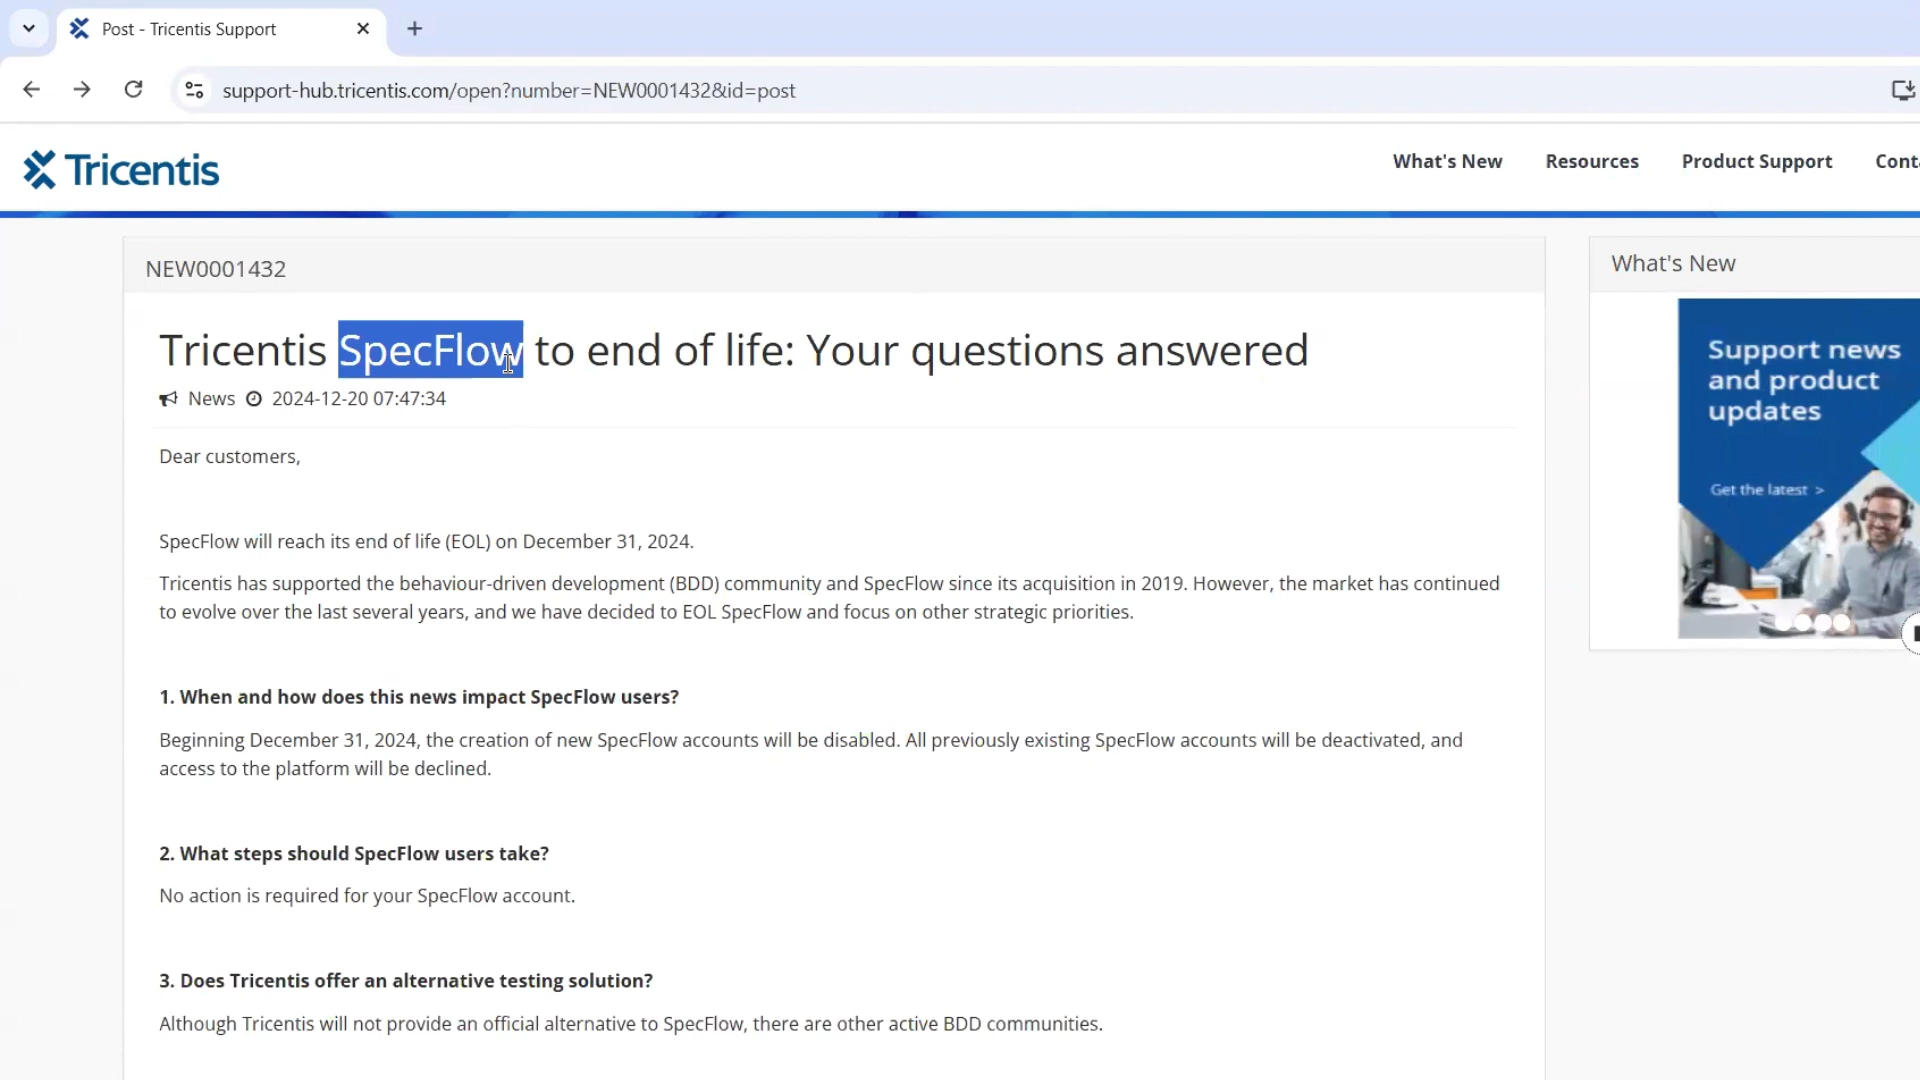 Post - Tricentis Support
support-hub.tricentis.com/open?number=NEW0001432&id=post
Tricentis
What's New
Resources
Product Support
Conta
NEW0001432
Tricentis SpecFlow to end of life: Your questions answered
News 2024-12-20 07:47:34
Dear customers,
SpecFlow will reach its end of life (EOL) on December 31, 2024.
Tricentis has supported the behaviour-driven development (BDD) community and SpecFlow since its acquisition in 2019. However, the market has continued
to evolve over the last several years, and we have decided to EOL SpecFlow and focus on other strategic priorities.
1. When and how does this news impact SpecFlow users?
Beginning December 31, 2024, the creation of new SpecFlow accounts will be disabled. All previously existing SpecFlow accounts will be deactivated, and
access to the platform will be declined.
2. What steps should SpecFlow users take?
No action is required for your SpecFlow account.
3. Does Tricentis offer an alternative testing solution?
Although Tricentis will not provide an official alternative to SpecFlow, there are other active BDD communities.
What's New
Support news
and product
updates
Get the latest >